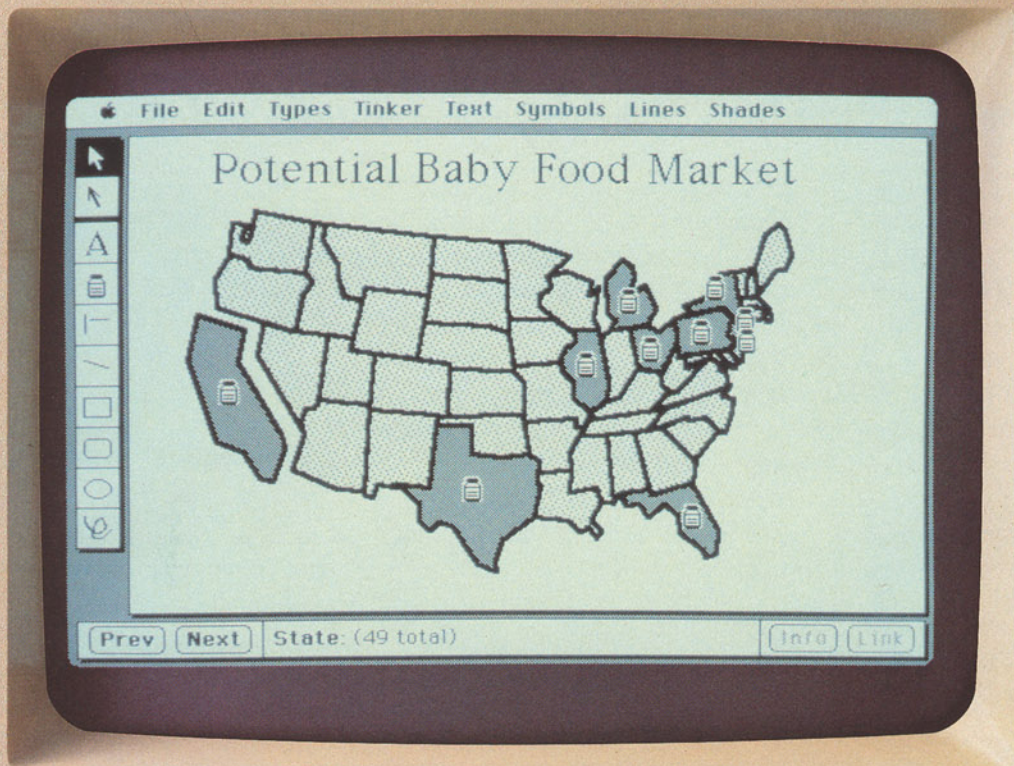 File Edit Types Tinker Text Symbols Lines Shades
Potential Baby Food Market
A
Prev Next State: (49 total) Info Link